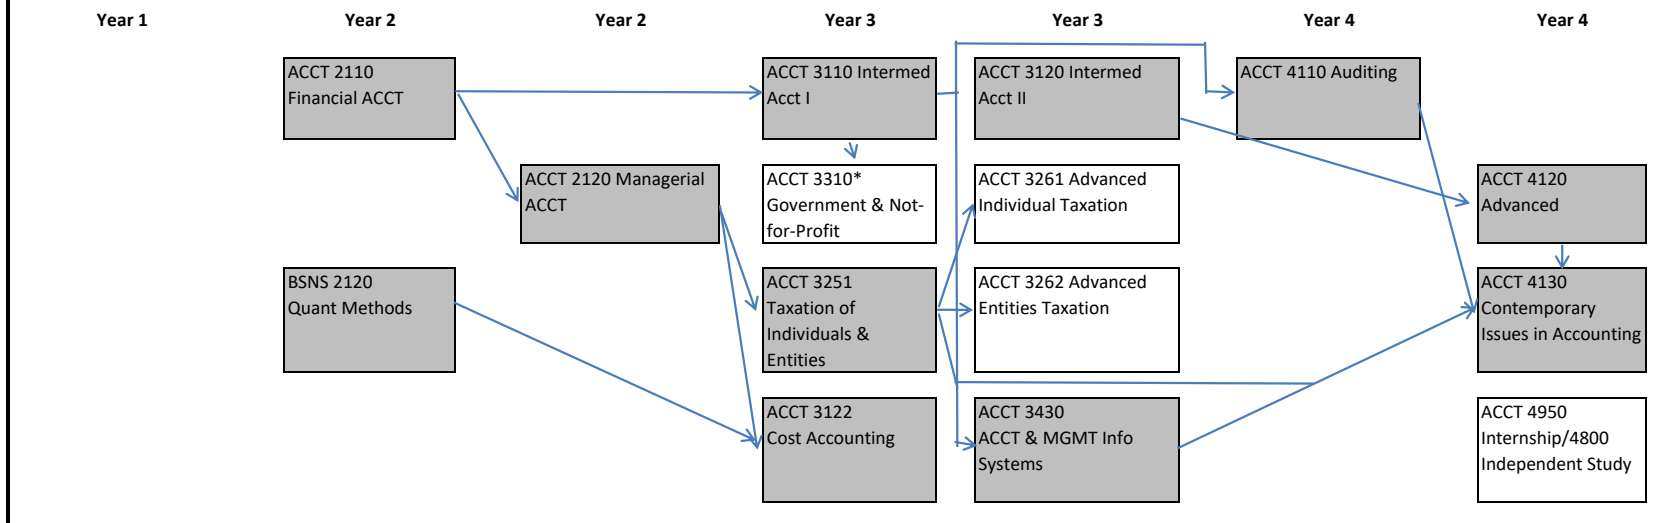 Year 1
Year 2
Year 2
Year 3
Year 3
Year 4
Year 4
ACCT 2110
Financial ACCT
ACCT 3110 Intermed
Acct I
ACCT 3120 Intermed
Acct II
ACCT 4110 Auditing
ACCT 2120 Managerial
ACCT
ACCT 3310*
Government & Not-
for-Profit
ACCT 3261 Advanced
Individual Taxation
ACCT 4120
Advanced
BSNS 2120
Quant Methods
ACCT 3251
Taxation of
Individuals &
Entities
ACCT 3262 Advanced
Entities Taxation
ACCT 4130
Contemporary
Issues in Accounting
ACCT 3122
Cost Accounting
ACCT 3430
ACCT & MGMT Info
Systems
ACCT 4950
Internship/4800
Independent Study